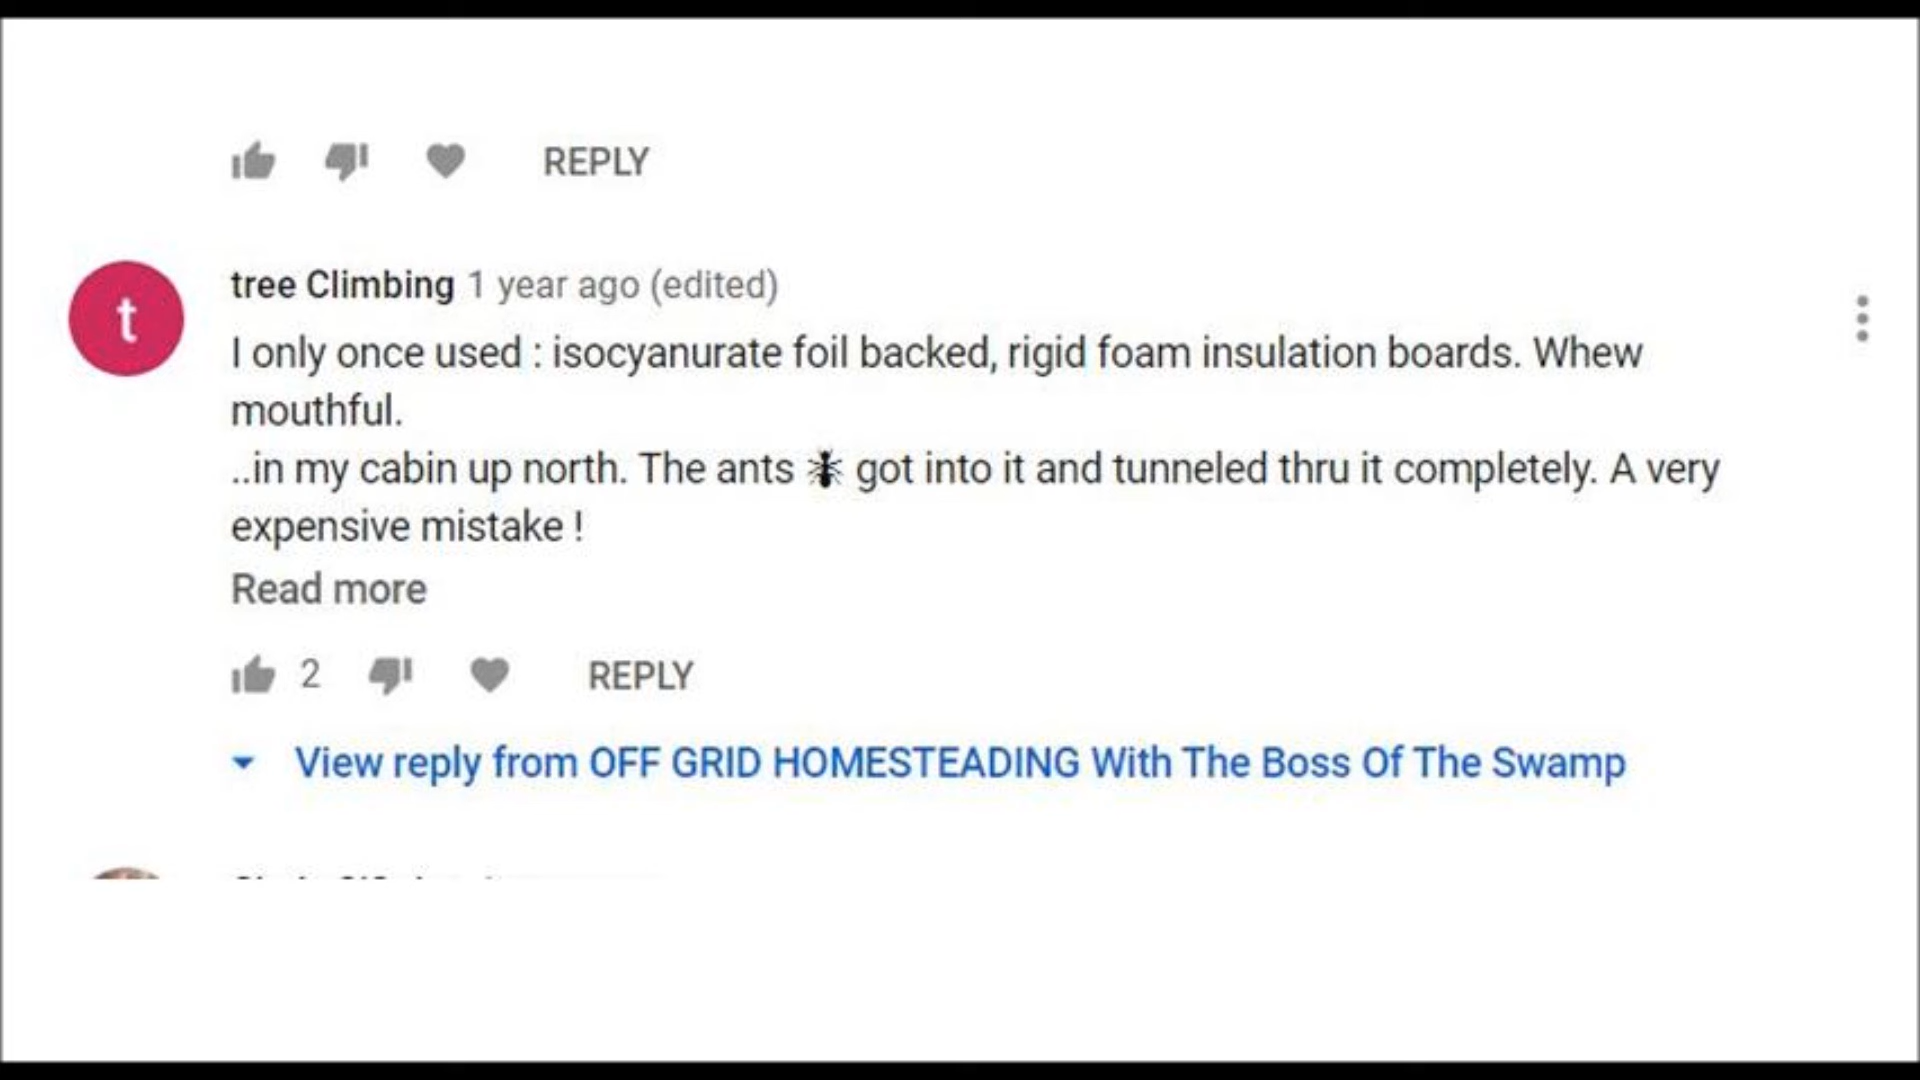 REPLY
t
tree Climbing 1 year ago (edited)
I only once used : isocyanurate foil backed, rigid foam insulation boards. Whew
mouthful.
..in my cabin up north. The ants 🐜 got into it and tunneled thru it completely. A very
expensive mistake !
Read more
2 REPLY
View reply from OFF GRID HOMESTEADING With The Boss Of The Swamp